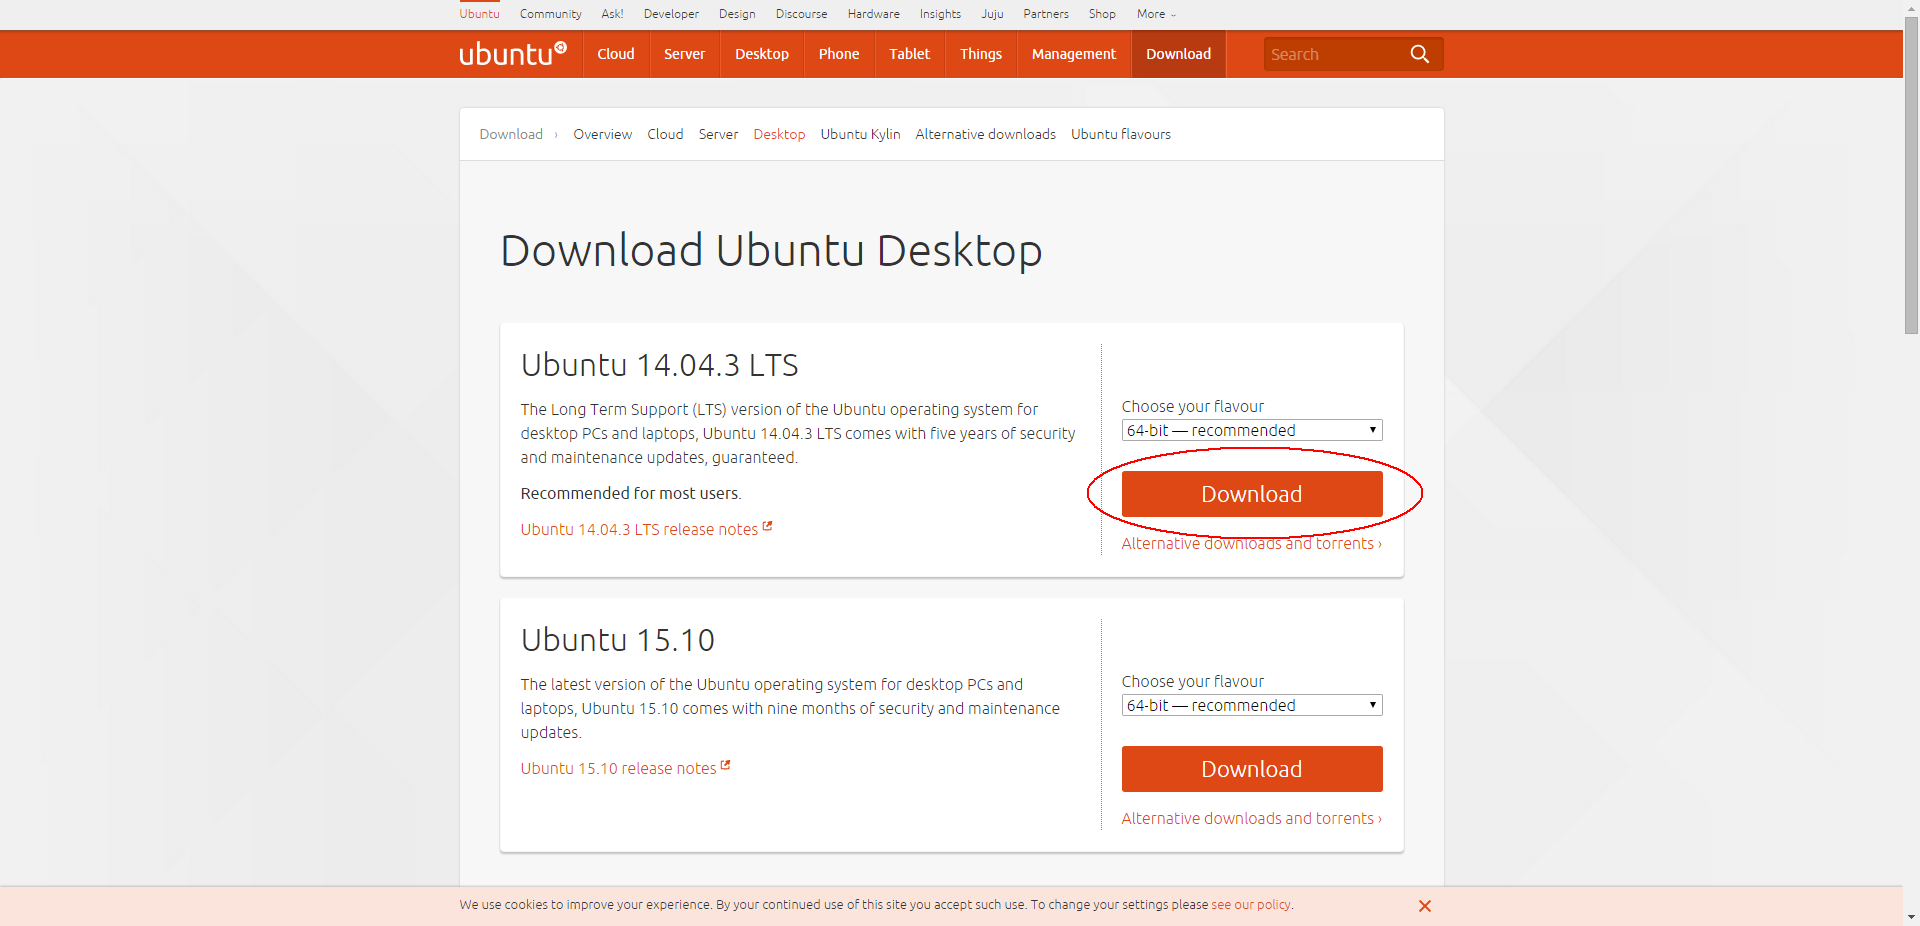 Ubuntu Community Ask! Developer Design Discourse Hardware Insights Juju Partners Shop More
ubuntu Cloud Server Desktop Phone Tablet Things Management Download Search
Download › Overview Cloud Server Desktop Ubuntu Kylin Alternative downloads Ubuntu flavours
Download Ubuntu Desktop
Ubuntu 14.04.3 LTS
The Long Term Support (LTS) version of the Ubuntu operating system for
desktop PCs and laptops, Ubuntu 14.04.3 LTS comes with five years of security
and maintenance updates, guaranteed.
Recommended for most users.
Ubuntu 14.04.3 LTS release notes
Choose your flavour
64-bit — recommended
Download
Alternative downloads and torrents ›
Ubuntu 15.10
The latest version of the Ubuntu operating system for desktop PCs and
laptops, Ubuntu 15.10 comes with nine months of security and maintenance
updates.
Ubuntu 15.10 release notes
Choose your flavour
64-bit — recommended
Download
Alternative downloads and torrents ›
We use cookies to improve your experience. By your continued use of this site you accept such use. To change your settings please see our policy.